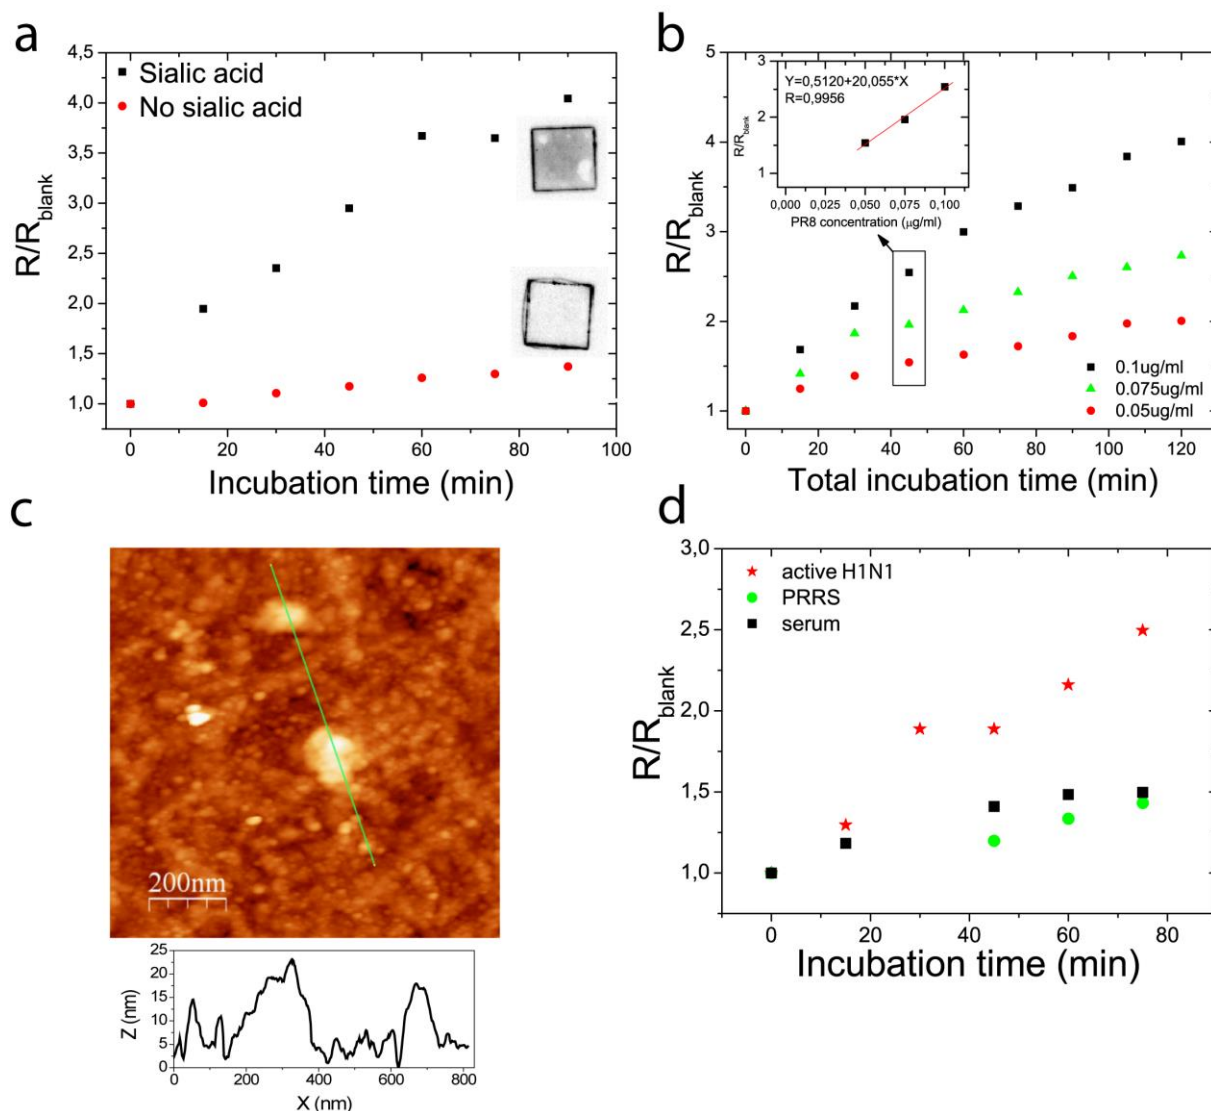 a
4,5
4,0
3,5
3,0
2,5
2,0
1,5
1,0
R/Rblank
Sialic acid
No sialic acid
0 20 40 60 80 100
Incubation time (min)
b
5
4
3
2
1
R/Rblank
3
2
1
R/Rblank
Y=0,5120+20,055*X
R=0,9956
0,000 0,025 0,050 0,075 0,100
PR8 concentration (μg/ml)
0.1ug/ml
0.075ug/ml
0.05ug/ml
0 20 40 60 80 100 120
Total incubation time (min)
c
200nm
25
20
15
10
5
0
Z (nm)
0 200 400 600 800
X (nm)
d
3,0
2,5
2,0
1,5
1,0
R/Rblank
active H1N1
PRRS
serum
0 20 40 60 80
Incubation time (min)